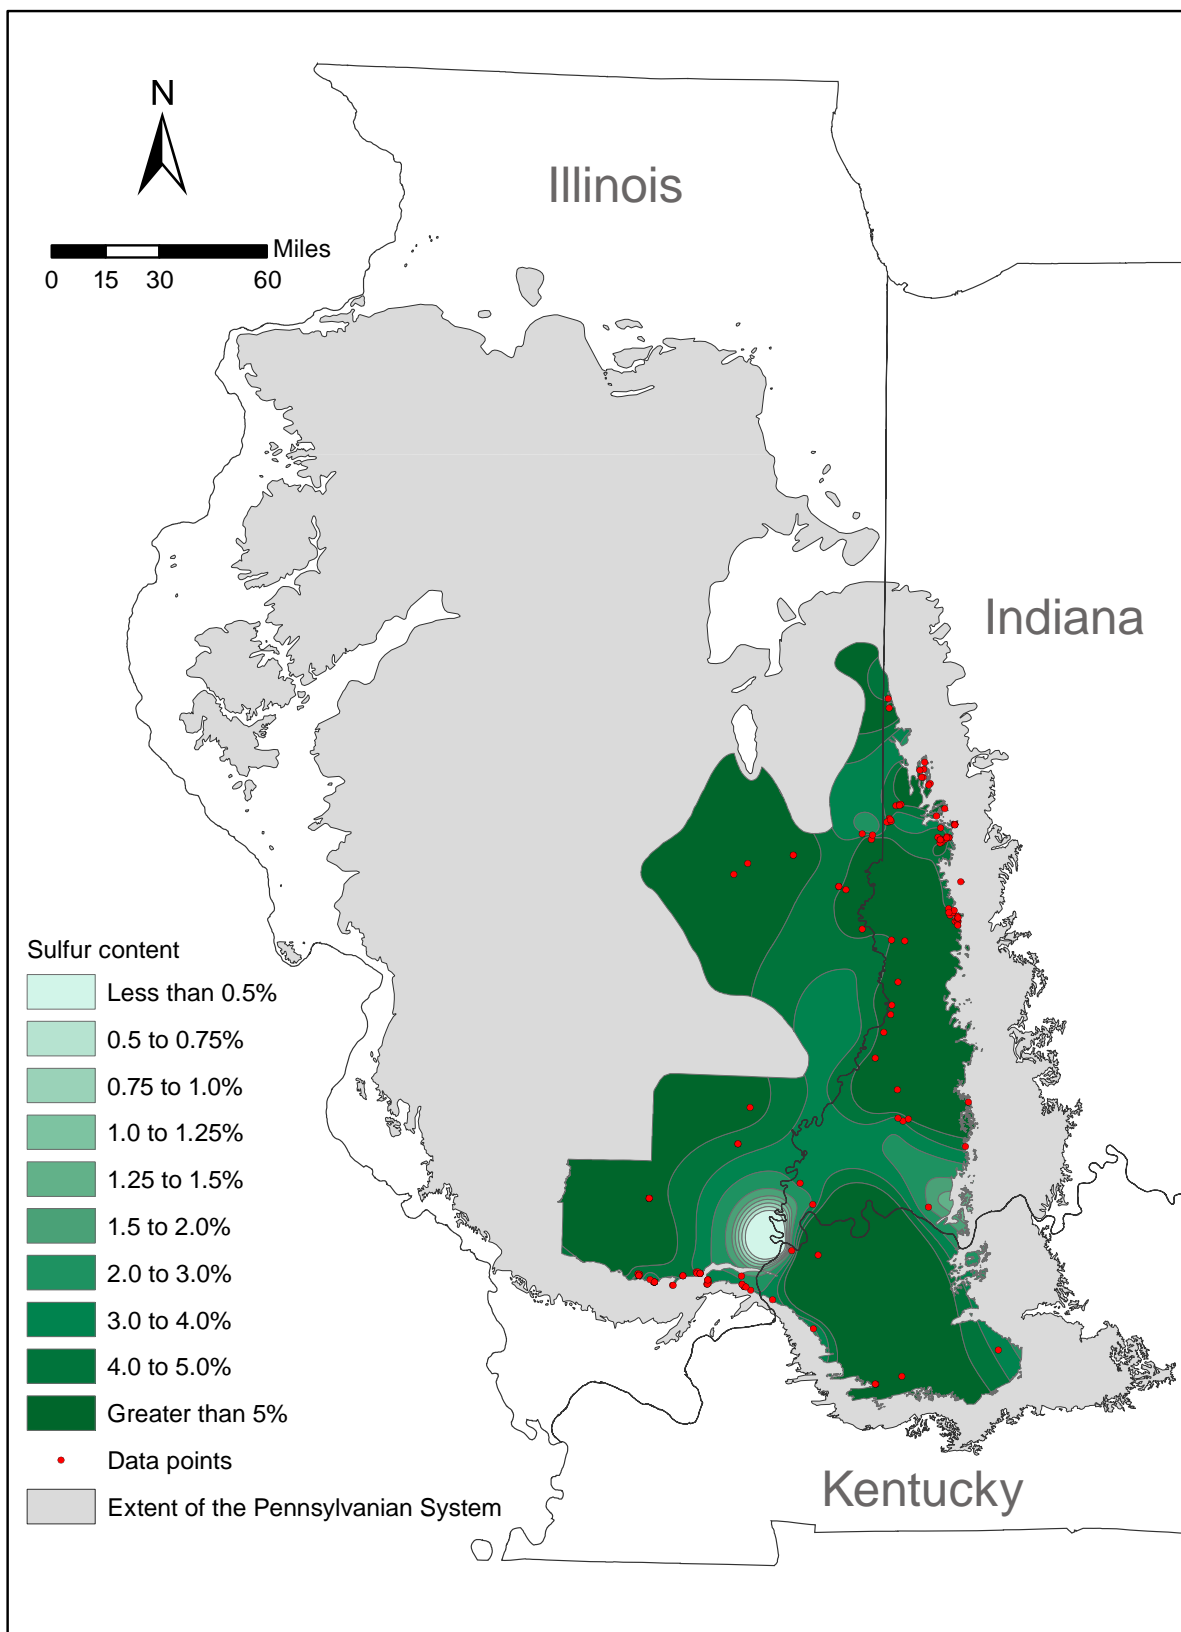 N
Illinois
Miles
0 15 30 60
Indiana
Sulfur content
Less than 0.5%
0.5 to 0.75%
0.75 to 1.0%
1.0 to 1.25%
1.25 to 1.5%
1.5 to 2.0%
2.0 to 3.0%
3.0 to 4.0%
4.0 to 5.0%
Greater than 5%
Data points
Extent of the Pennsylvanian System
Kentucky